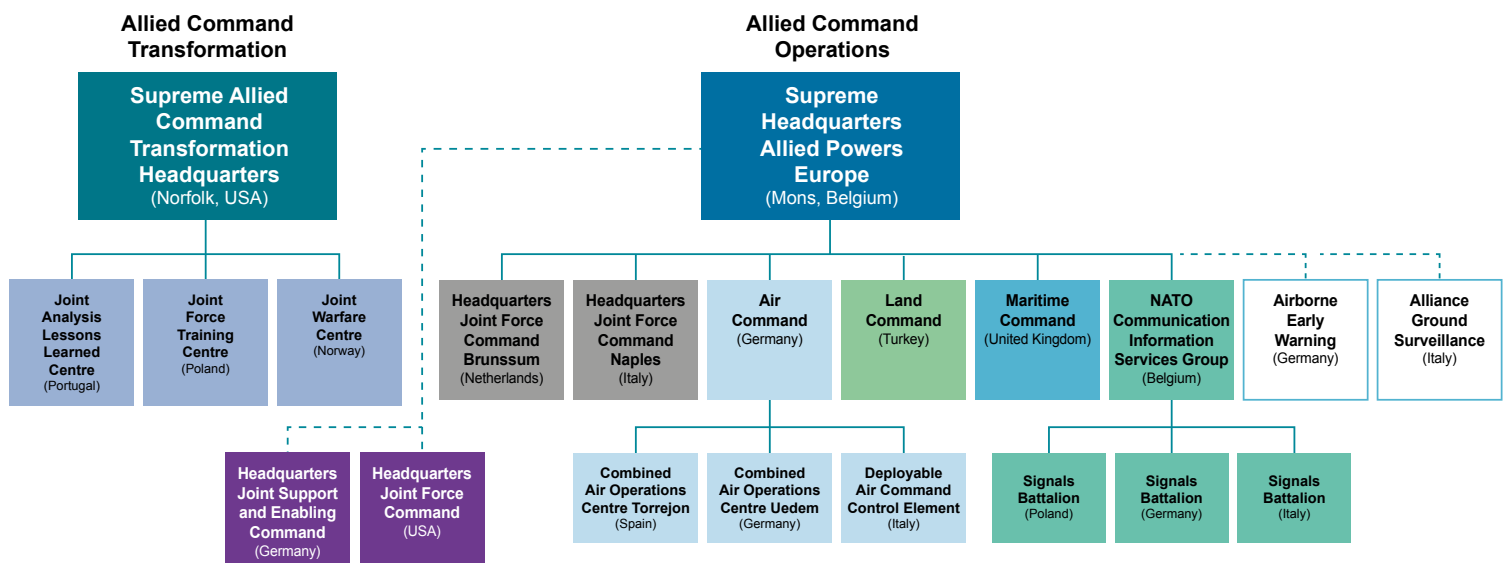 Allied Command
Transformation
Allied Command
Operations
Supreme Allied
Command
Transformation
Headquarters
(Norfolk, USA)
Supreme
Headquarters
Allied Powers
Europe
(Mons, Belgium)
Joint
Analysis
Lessons
Learned
Centre
(Portugal)
Joint
Force
Training
Centre
(Poland)
Joint
Warfare
Centre
(Norway)
Headquarters
Joint Force
Command
Brunssum
(Netherlands)
Headquarters
Joint Force
Command
Naples
(Italy)
Air
Command
(Germany)
Land
Command
(Turkey)
Maritime
Command
(United Kingdom)
NATO
Communication
Information
Services Group
(Belgium)
Airborne
Early
Warning
(Germany)
Alliance
Ground
Surveillance
(Italy)
Headquarters
Joint Support
and Enabling
Command
(Germany)
Headquarters
Joint Force
Command
(USA)
Combined
Air Operations
Centre Torrejon
(Spain)
Combined
Air Operations
Centre Uedem
(Germany)
Deployable
Air Command
Control Element
(Italy)
Signals
Battalion
(Poland)
Signals
Battalion
(Germany)
Signals
Battalion
(Italy)